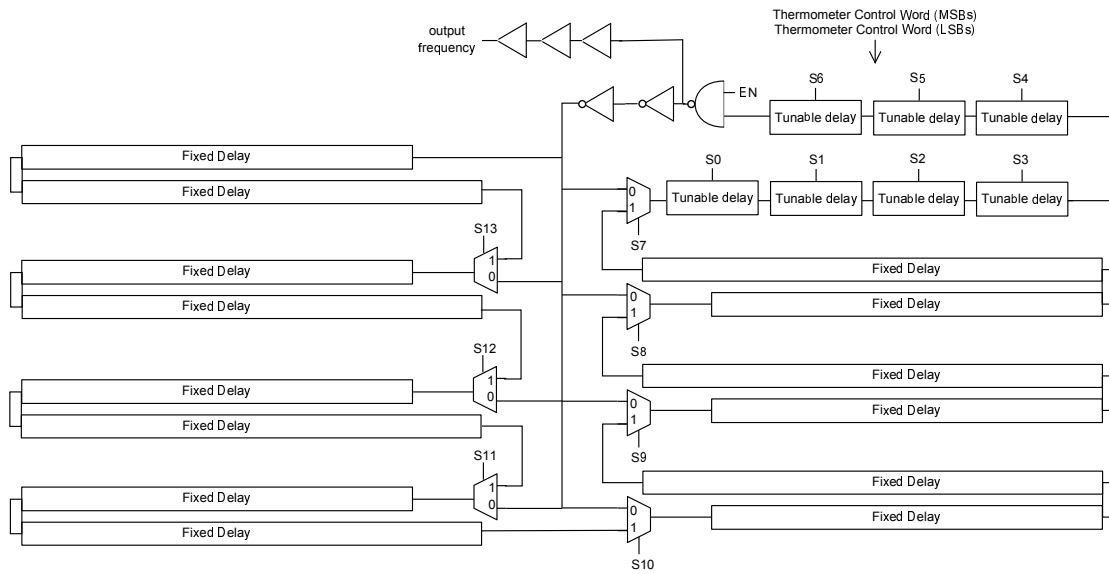 Thermometer Control Word (MSBs)
Thermometer Control Word (LSBs)
output
frequency
EN
S6
S5
S4
Tunable delay
Tunable delay
Tunable delay
Fixed Delay
Fixed Delay
S0
S1
S2
S3
0
1
Tunable delay
Tunable delay
Tunable delay
Tunable delay
S7
S13
1
0
Fixed Delay
Fixed Delay
Fixed Delay
0
1
Fixed Delay
S8
S12
1
0
Fixed Delay
Fixed Delay
Fixed Delay
0
1
Fixed Delay
S9
S11
1
0
Fixed Delay
Fixed Delay
Fixed Delay
0
1
Fixed Delay
S10